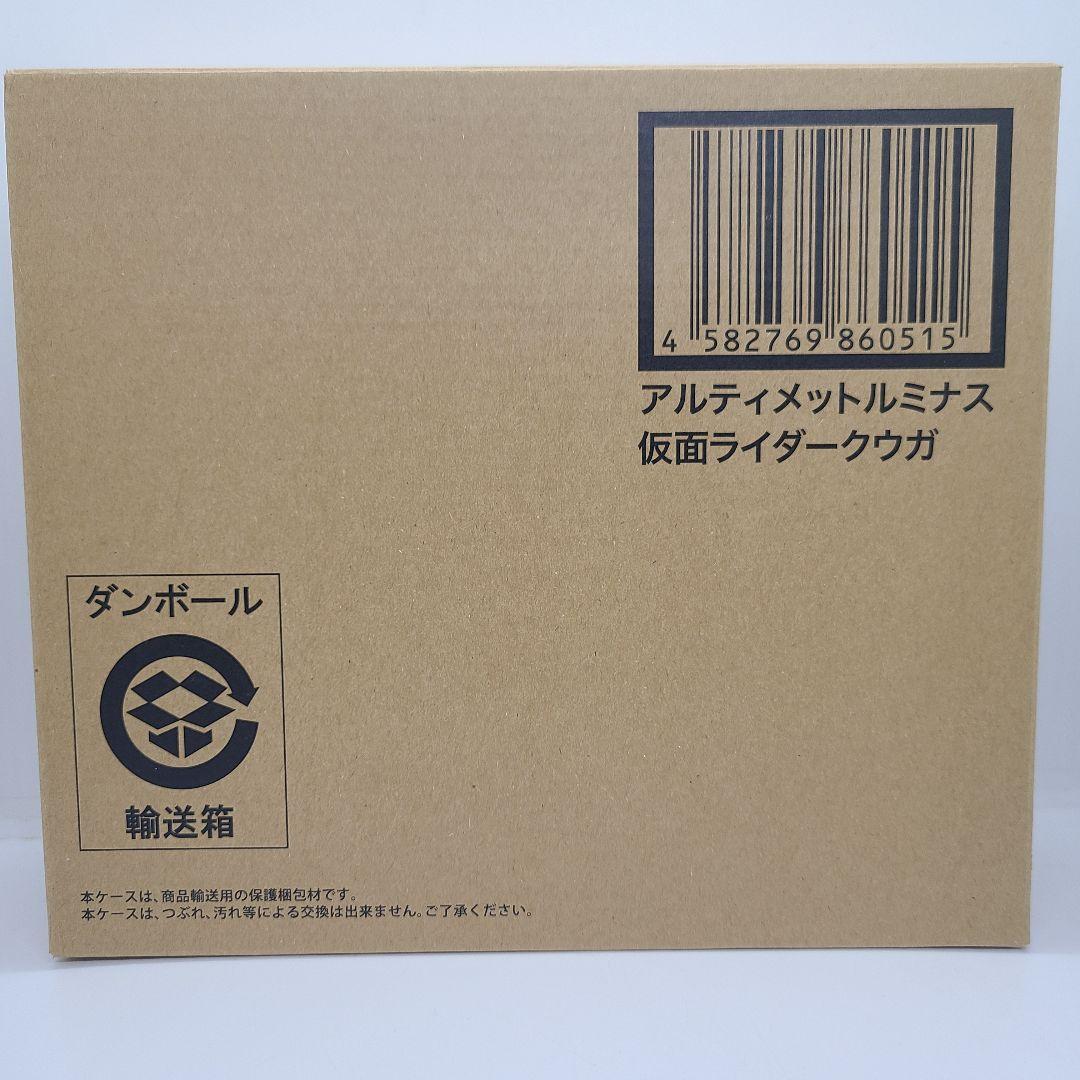 4 582769 860515
アルティメットルミナス
仮面ライダークウガ
ダンボール
輸送箱
本ケースは、商品輸送用の保護梱包材です。
本ケースは、つぶれ、汚れ等による交換は出来ません。ご了承ください。